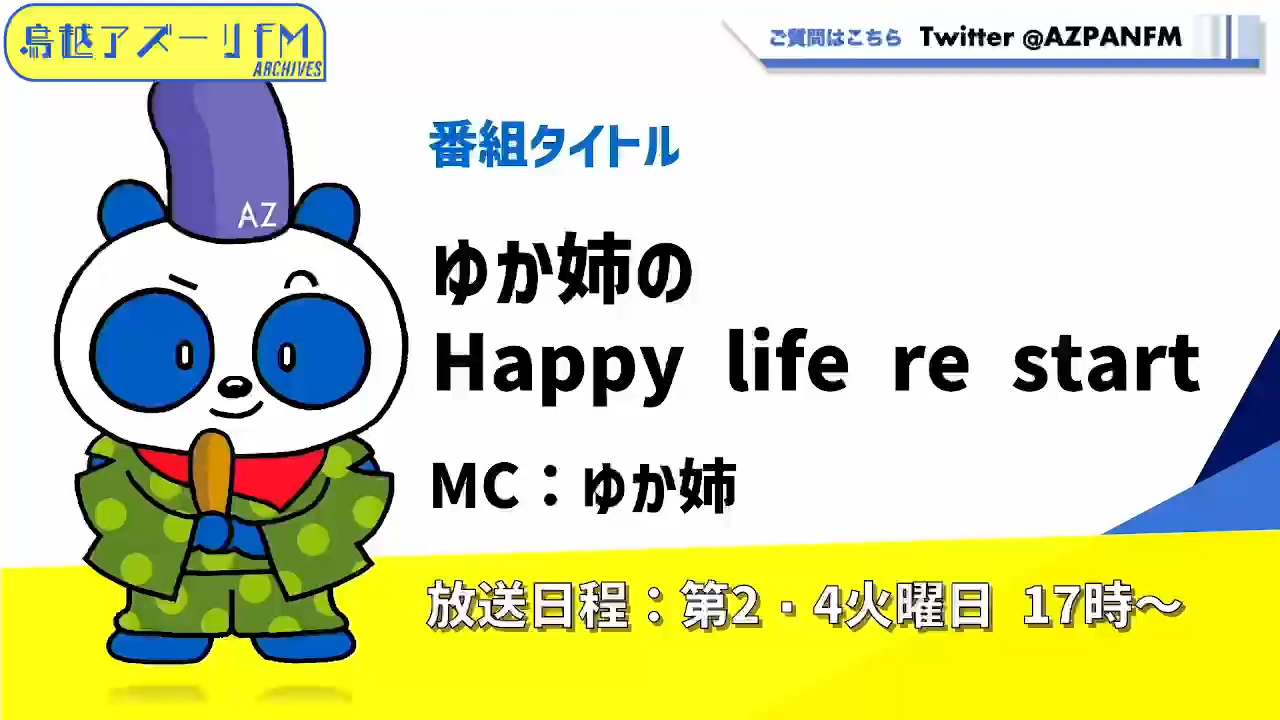 鳥越アズーリFM
ARCHIVES
ご質問はこちら Twitter @AZPANFM
番組タイトル
AZ
ゆか姉の
Happy life re start
MC：ゆか姉
放送日程：第2・4火曜日 17時～